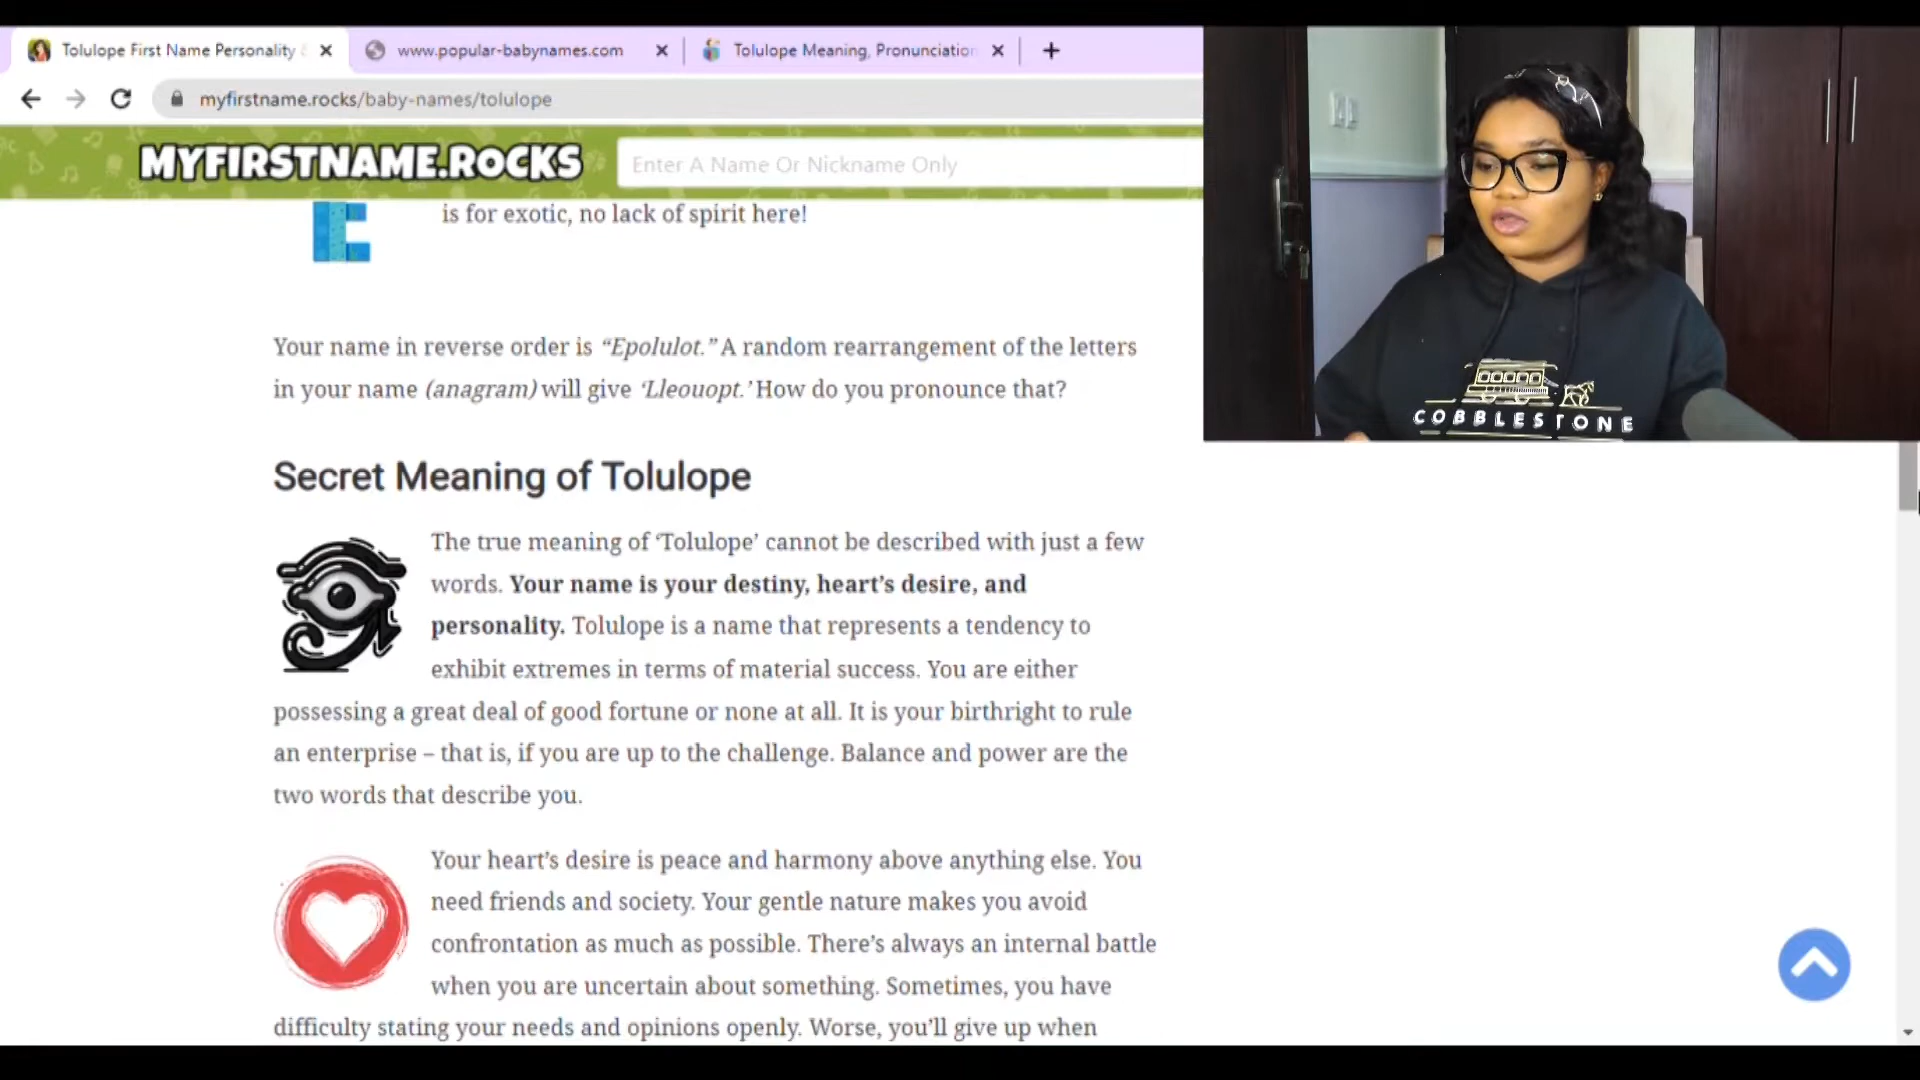 Tolulope First Name Personality
www.popular-babynames.com
Tolulope Meaning, Pronunciation
myfirstname.rocks/baby-names/tolulope
MYFIRSTNAME.ROCKS
Enter A Name Or Nickname Only
is for exotic, no lack of spirit here!
Your name in reverse order is “Epolulot.” A random rearrangement of the letters
in your name (anagram) will give ‘Lleouopt.’ How do you pronounce that?
COBBLESTONE
Secret Meaning of Tolulope
The true meaning of ‘Tolulope’ cannot be described with just a few
words. Your name is your destiny, heart’s desire, and
personality. Tolulope is a name that represents a tendency to
exhibit extremes in terms of material success. You are either
possessing a great deal of good fortune or none at all. It is your birthright to rule
an enterprise – that is, if you are up to the challenge. Balance and power are the
two words that describe you.
Your heart’s desire is peace and harmony above anything else. You
need friends and society. Your gentle nature makes you avoid
confrontation as much as possible. There’s always an internal battle
when you are uncertain about something. Sometimes, you have
difficulty stating your needs and opinions openly. Worse, you’ll give up when